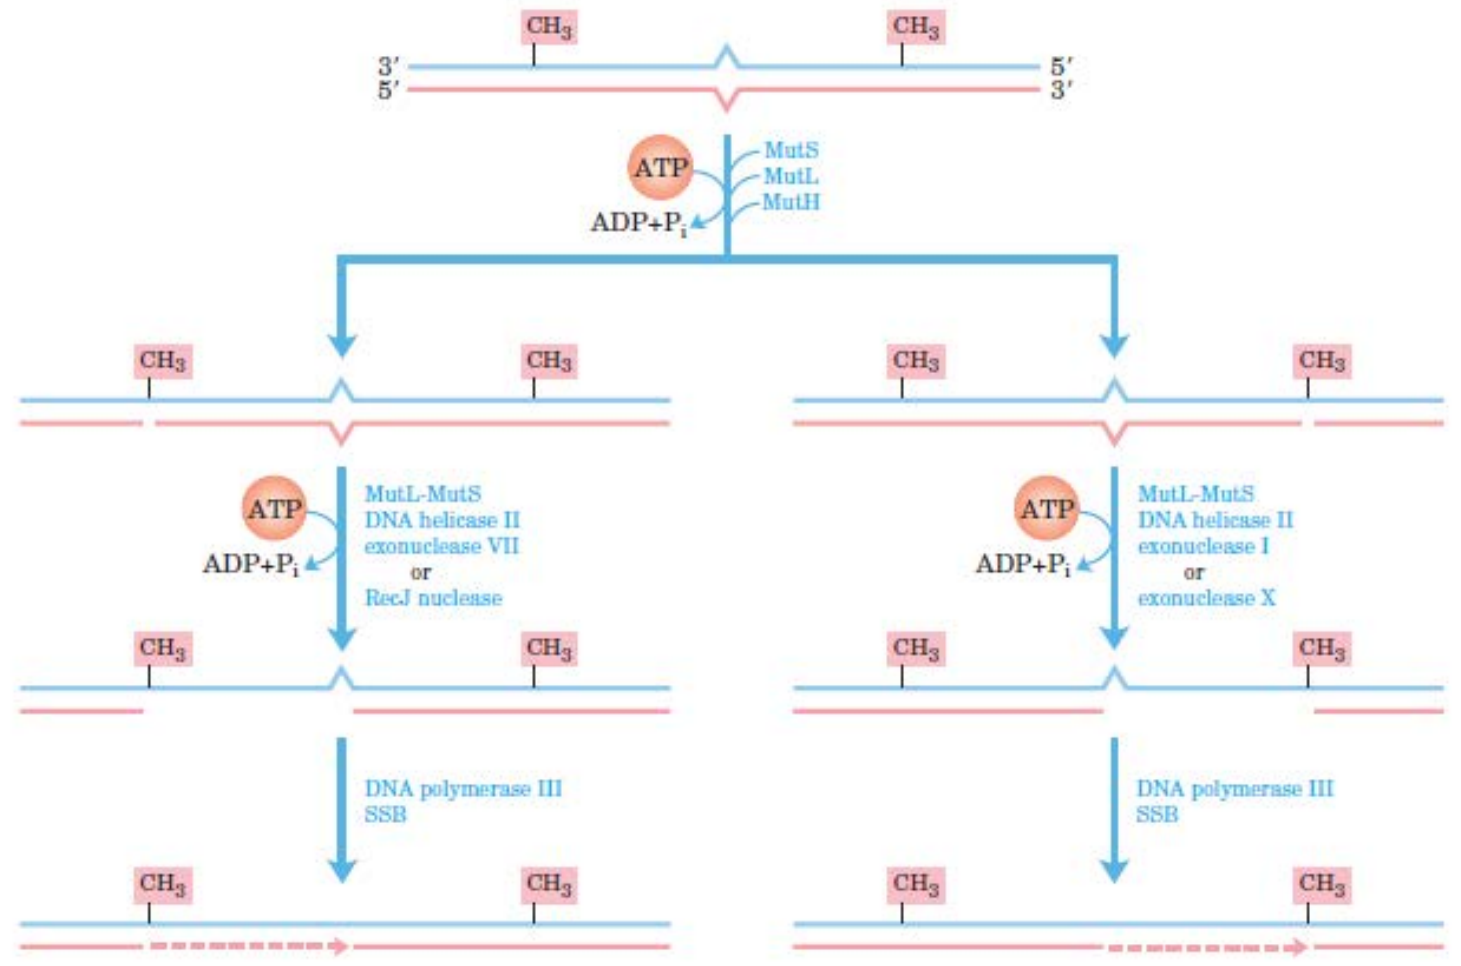 CH₃ CH₃
3′ 5′
5′ 3′
ATP
MutS
MutL
MutH
ADP+Pᵢ
CH₃ CH₃
CH₃ CH₃
ATP
MutL-MutS
DNA helicase II
exonuclease VII
or
RecJ nuclease
ADP+Pᵢ
ATP
MutL-MutS
DNA helicase II
exonuclease I
or
exonuclease X
ADP+Pᵢ
CH₃ CH₃
CH₃ CH₃
DNA polymerase III
SSB
DNA polymerase III
SSB
CH₃ CH₃
CH₃ CH₃